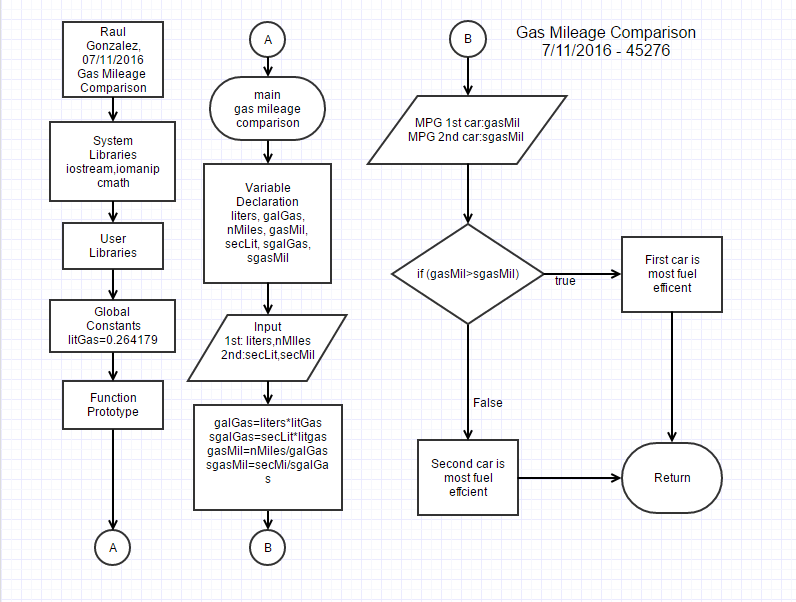 Raul
Gonzalez,
07/11/2016
Gas Mileage
Comparison
System
Libraries
iostream,iomanip
cmath
User
Libraries
Global
Constants
litGas=0.264179
Function
Prototype
A
A
main
gas mileage
comparison
Variable
Declaration
liters, galGas,
nMiles, gasMil,
secLit, sgalGas,
sgasMil
Input
1st: liters,nMIles
2nd:secLit,secMil
galGas=liters*litGas
sgalGas=secLit*litgas
gasMil=nMiles/galGas
sgasMil=secMi/sgalGa
s
B
B
Gas Mileage Comparison
7/11/2016 - 45276
MPG 1st car:gasMil
MPG 2nd car:sgasMil
if (gasMil>sgasMil)
true
First car is
most fuel
efficent
False
Second car is
most fuel
effcient
Return